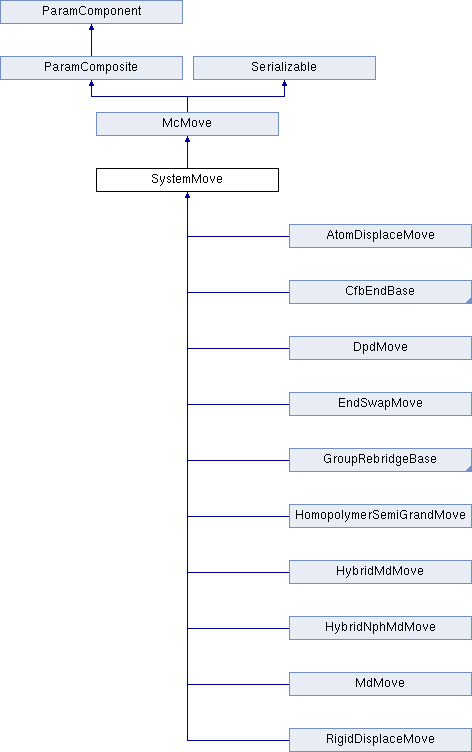 ParamComponent
ParamComposite
Serializable
McMove
SystemMove
AtomDisplaceMove
CfbEndBase
DpdMove
EndSwapMove
GroupRebridgeBase
HomopolymerSemiGrandMove
HybridMdMove
HybridNphMdMove
MdMove
RigidDisplaceMove